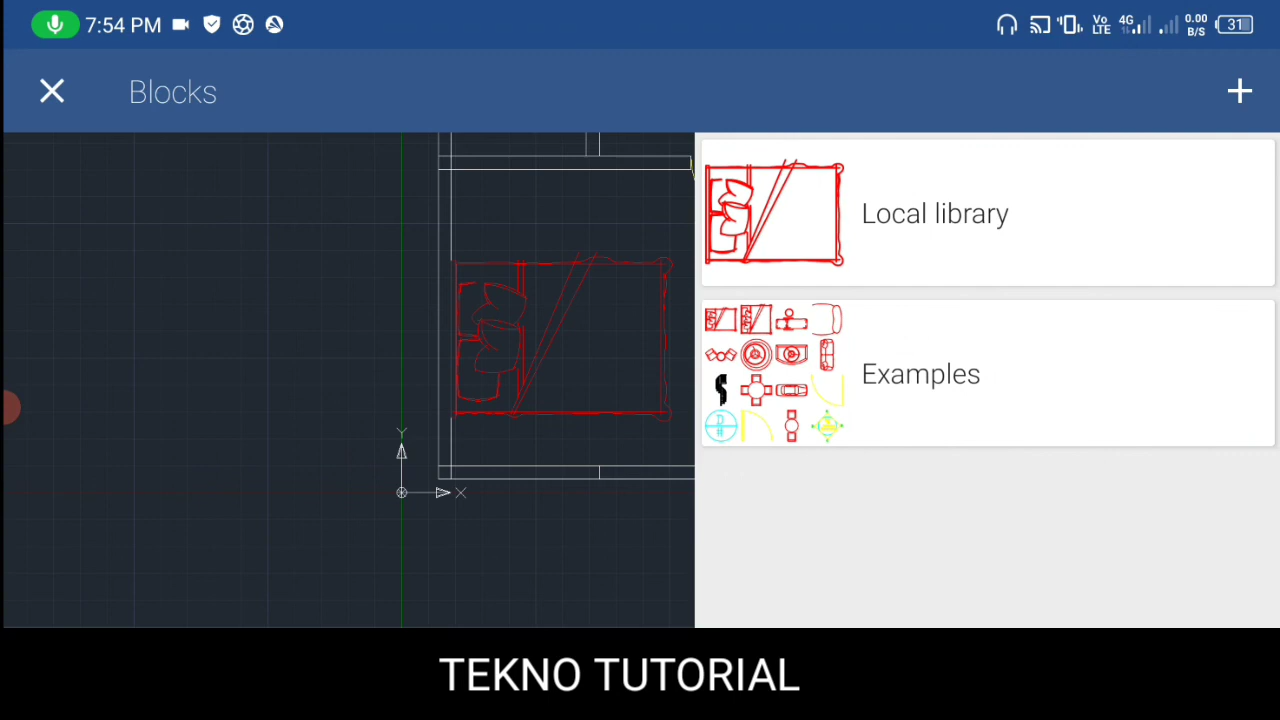 7:54 PM
Vo LTE 4G 0.00 B/S 31
Blocks
Local library
Examples
Y
X
TEKNO TUTORIAL